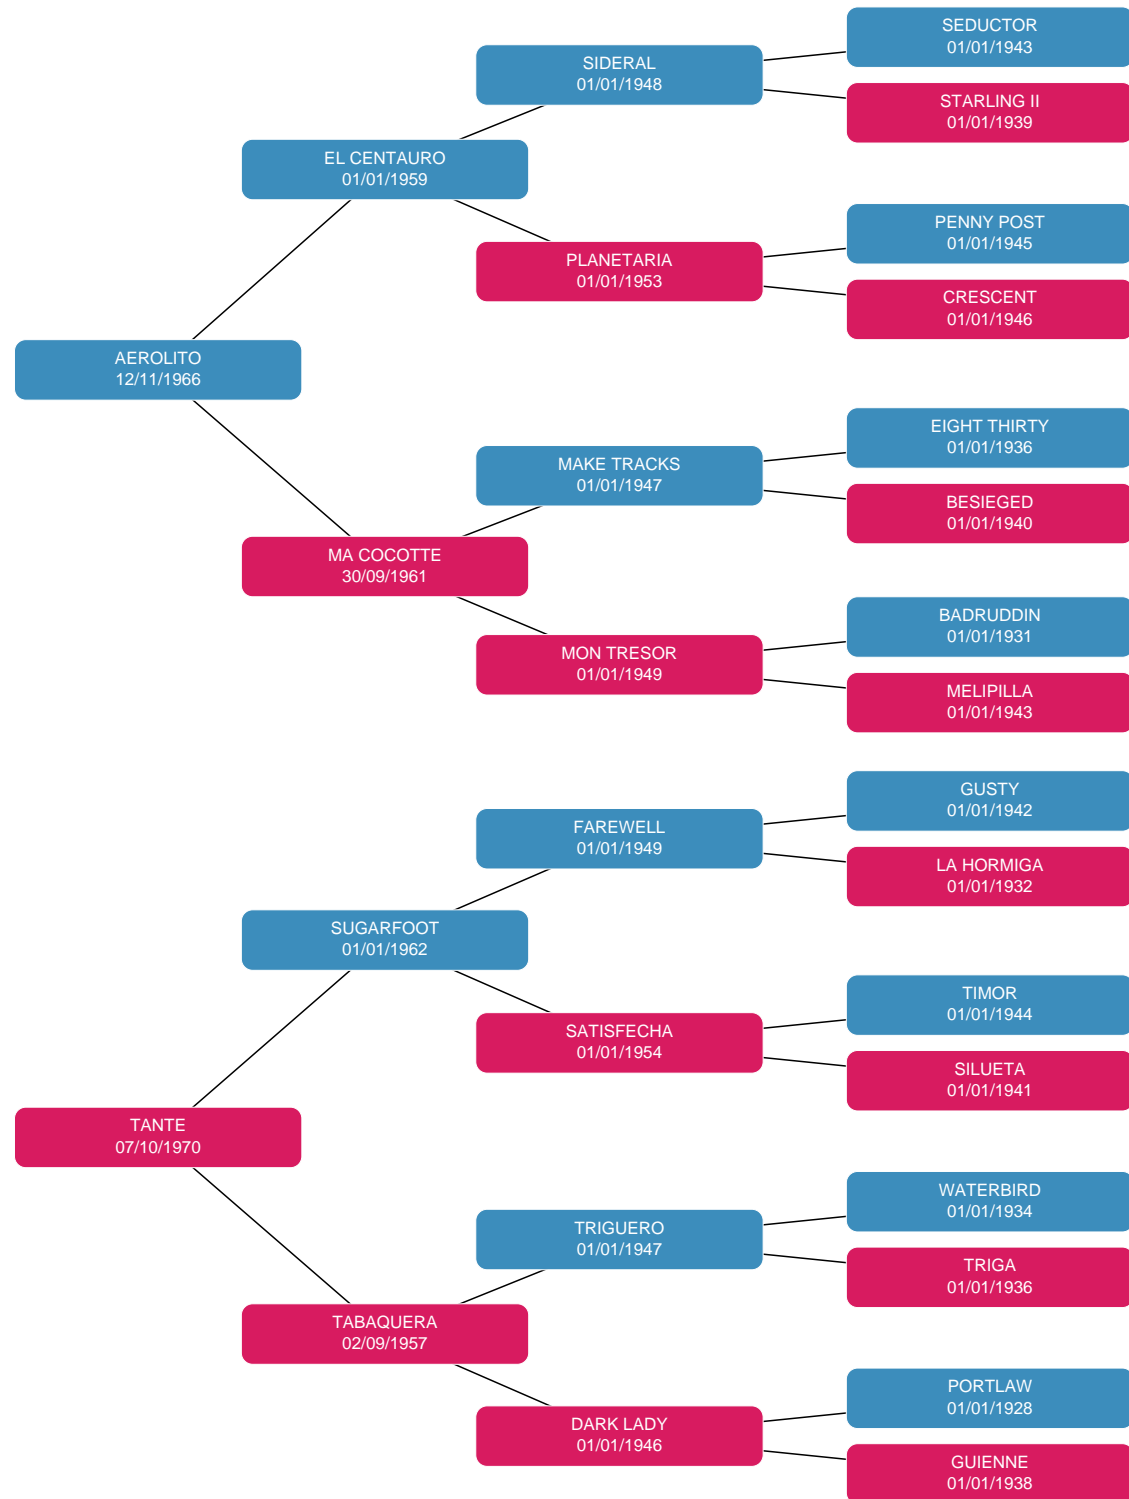 SEDUCTOR
01/01/1943
SIDERAL
01/01/1948
STARLING II
01/01/1939
EL CENTAURO
01/01/1959
PENNY POST
01/01/1945
PLANETARIA
01/01/1953
CRESCENT
01/01/1946
AEROLITO
12/11/1966
EIGHT THIRTY
01/01/1936
MAKE TRACKS
01/01/1947
BESIEGED
01/01/1940
MA COCOTTE
30/09/1961
BADRUDDIN
01/01/1931
MON TRESOR
01/01/1949
MELIPILLA
01/01/1943
GUSTY
01/01/1942
FAREWELL
01/01/1949
LA HORMIGA
01/01/1932
SUGARFOOT
01/01/1962
TIMOR
01/01/1944
SATISFECHA
01/01/1954
SILUETA
01/01/1941
TANTE
07/10/1970
WATERBIRD
01/01/1934
TRIGUERO
01/01/1947
TRIGA
01/01/1936
TABAQUERA
02/09/1957
PORTLAW
01/01/1928
DARK LADY
01/01/1946
GUIENNE
01/01/1938